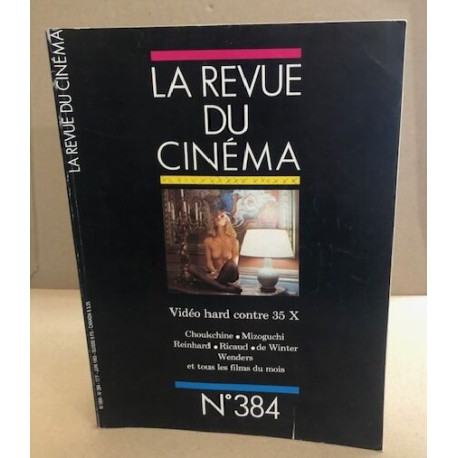 LA REVUE DU CINÉMA
LA REVUE
DU
CINÉMA
Vidéo hard contre 35 X
Choukchine • Mizoguchi
Reinhard • Ricaud • de Winter
Wenders
et tous les films du mois
N°384